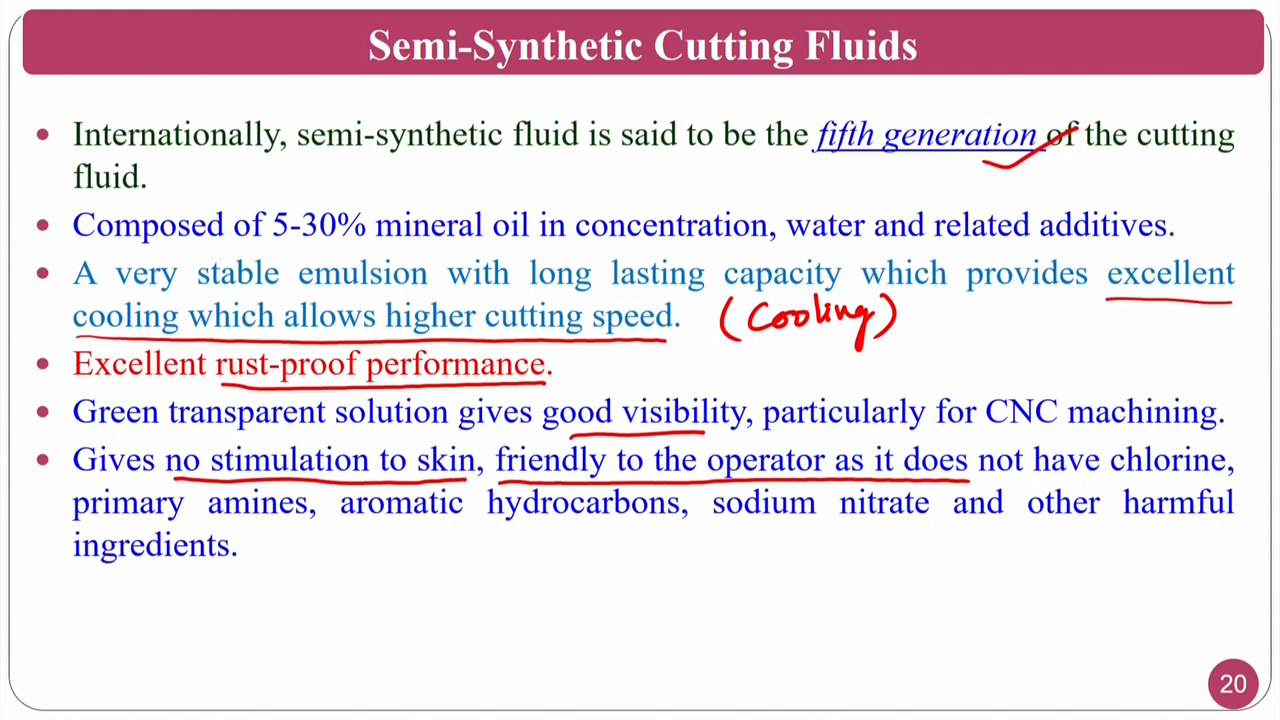 Semi-Synthetic Cutting Fluids
• Internationally, semi-synthetic fluid is said to be the fifth generation of the cutting
fluid.
• Composed of 5-30% mineral oil in concentration, water and related additives.
• A very stable emulsion with long lasting capacity which provides excellent
cooling which allows higher cutting speed. (Cooling)
• Excellent rust-proof performance.
• Green transparent solution gives good visibility, particularly for CNC machining.
• Gives no stimulation to skin, friendly to the operator as it does not have chlorine,
primary amines, aromatic hydrocarbons, sodium nitrate and other harmful
ingredients.
20